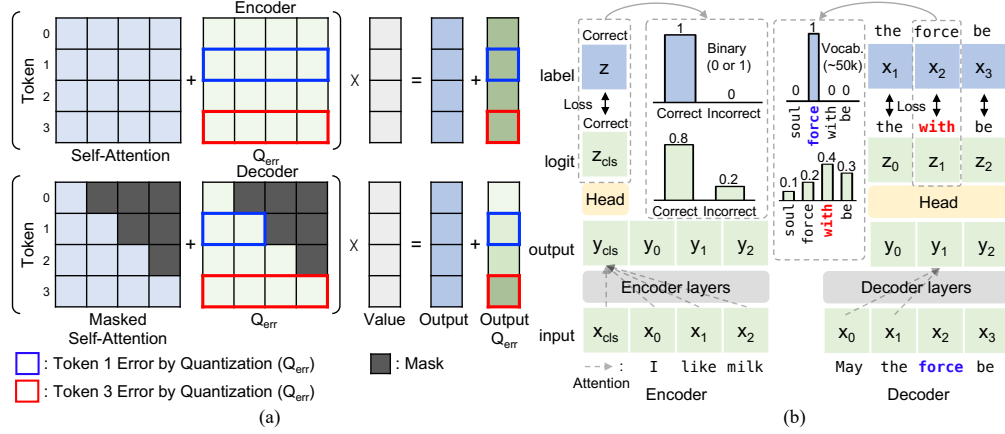 Encoder
Token
0
1
2
3
+
x
=
+
Self-Attention
Q_err
Decoder
Token
0
1
2
3
+
x
=
+
Masked
Self-Attention
Q_err
Value
Output
Output
Q_err
: Token 1 Error by Quantization (Q_err)
: Mask
: Token 3 Error by Quantization (Q_err)
(a)
Correct
label
z
Loss
Correct
logit
z_cls
Head
output
y_cls y_0 y_1 y_2
Encoder layers
input
x_cls x_0 x_1 x_2
Attention :
I like milk
Encoder
1
Binary
(0 or 1)
0
Correct Incorrect
0.8
0.2
Correct Incorrect
1
Vocab.
(~50k)
0 0 0
soul
force
with
be
0.1 0.2 0.4 0.3
soul
force
with
be
the force be
x_1 x_2 x_3
Loss
the with be
z_0 z_1 z_2
Head
y_0 y_1 y_2
Decoder layers
x_0 x_1 x_2 x_3
May the force be
Decoder
(b)